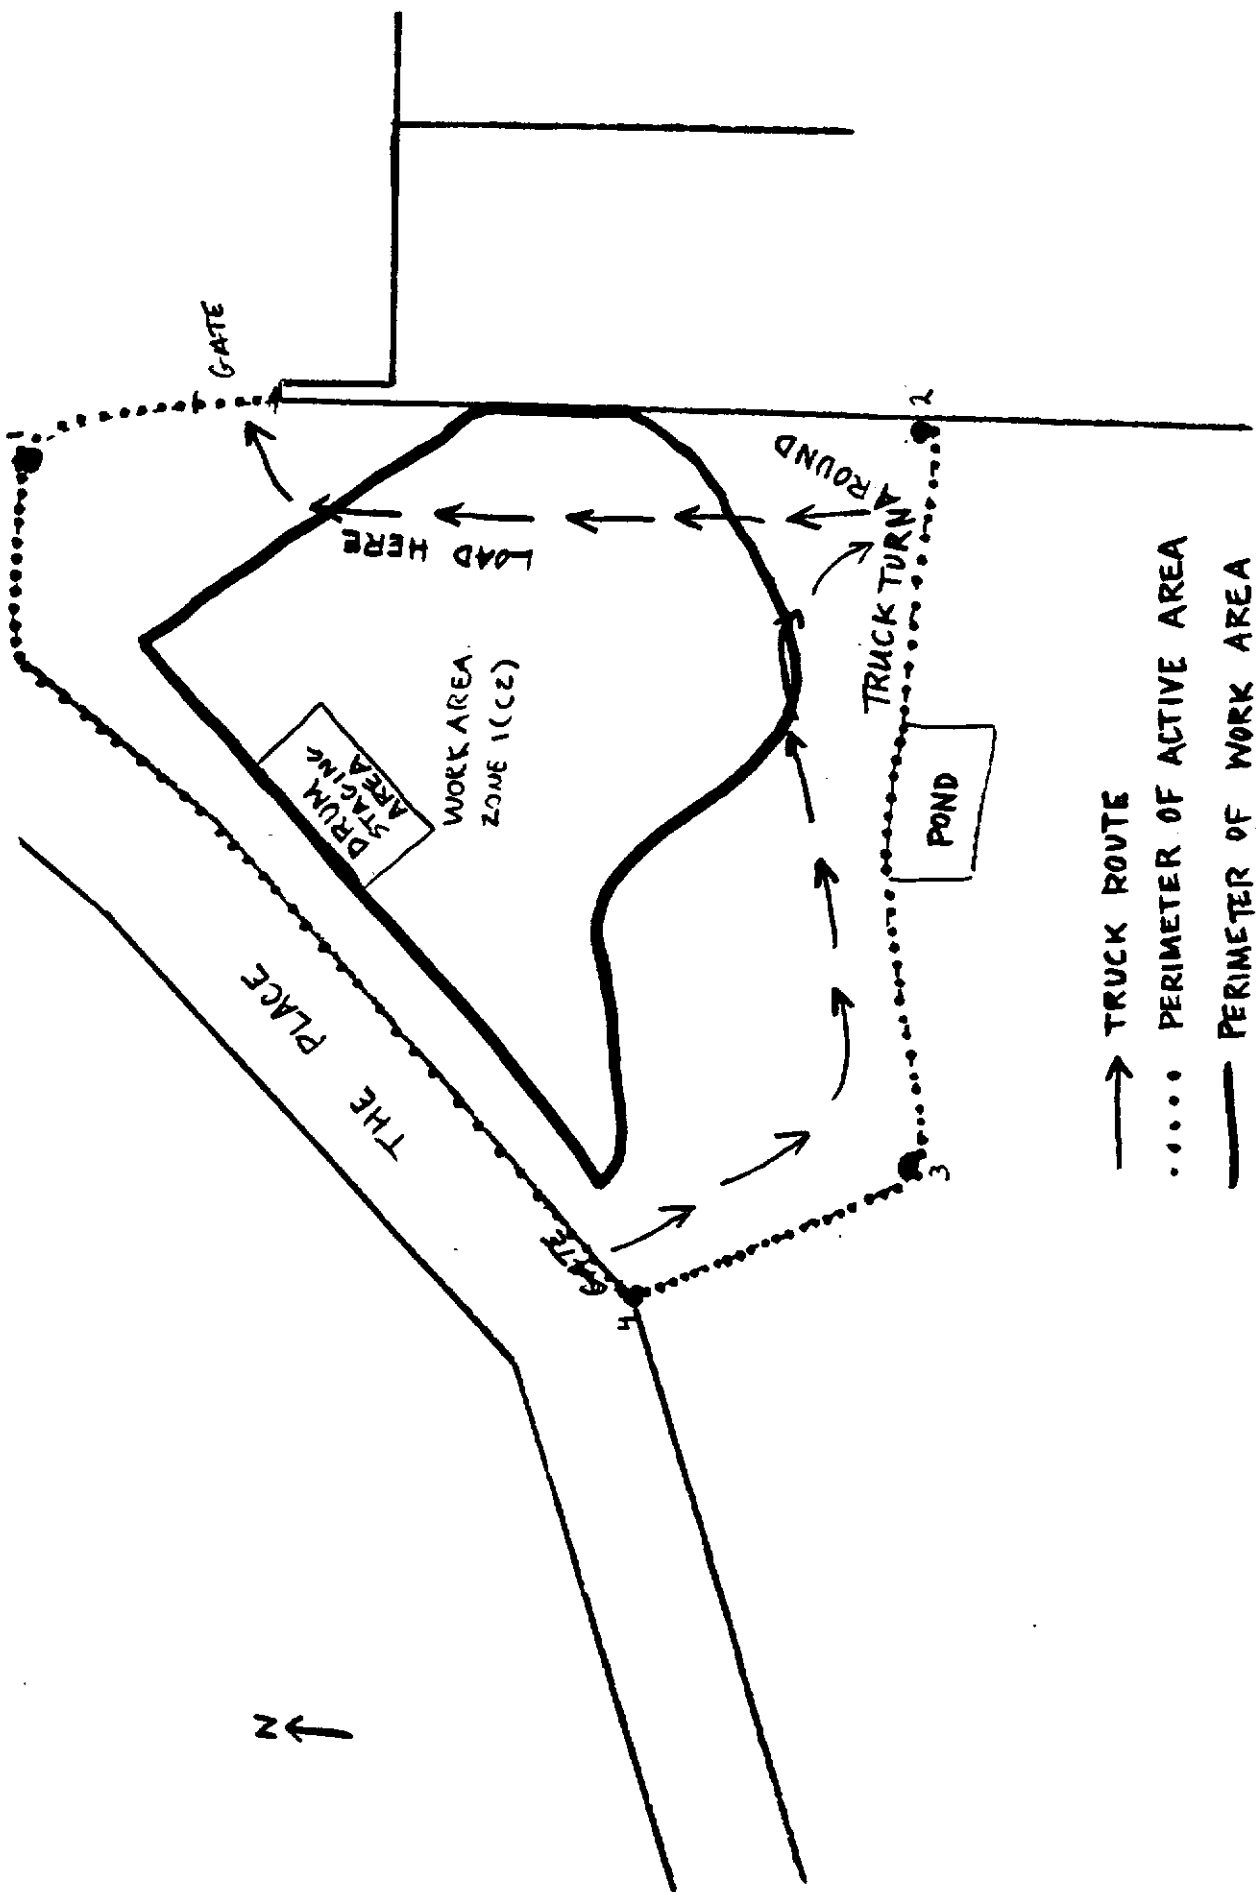 1
GATE
THE PLACE
DRUM
STAGING
AREA
WORK AREA
ZONE 1 (C2)
LOAD HERE
GATE
4
TRUCK TURN
AROUND
2
3
POND
N
TRUCK ROUTE
PERIMETER OF ACTIVE AREA
PERIMETER OF WORK AREA